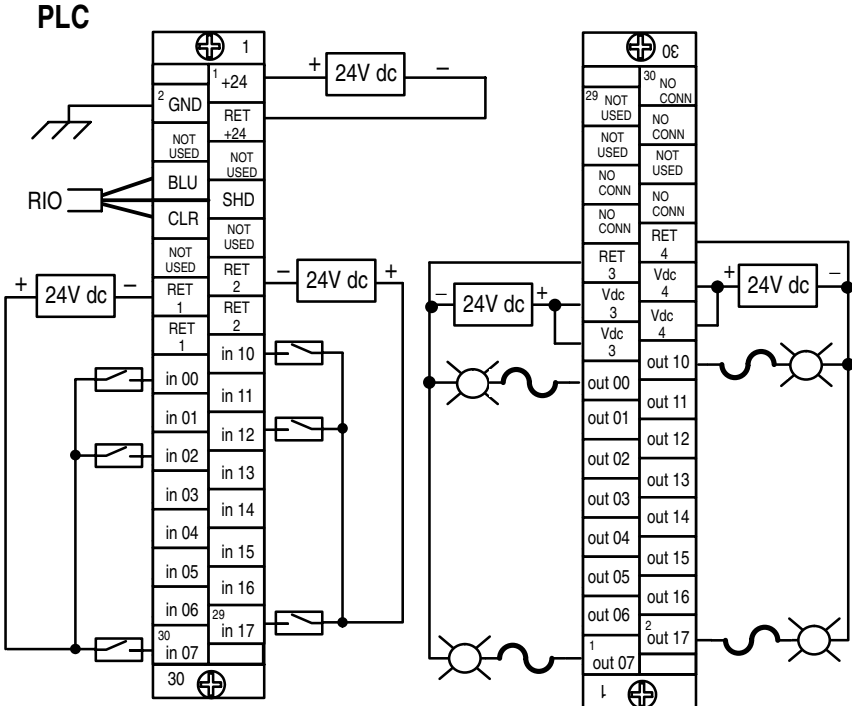 PLC
1
1 +24
2 GND
RET +24
NOT USED
NOT USED
BLU
SHD
CLR
NOT USED
NOT USED
RET 2
RET 1
RET 2
RET 1
in 10
in 00
in 11
in 01
in 12
in 02
in 13
in 03
in 14
in 04
in 15
in 05
in 16
in 06
29 in 17
30 in 07
30
RIO
+ 24V dc –
+ 24V dc –
– 24V dc +
30
30 NO CONN
29 NOT USED
NO CONN
NOT USED
NOT USED
NO CONN
NO CONN
NO CONN
RET 4
RET 3
Vdc 4
Vdc 3
Vdc 4
Vdc 3
out 10
out 00
out 11
out 01
out 12
out 02
out 13
out 03
out 14
out 04
out 15
out 05
out 16
out 06
2 out 17
1 out 07
1
– 24V dc +
+ 24V dc –